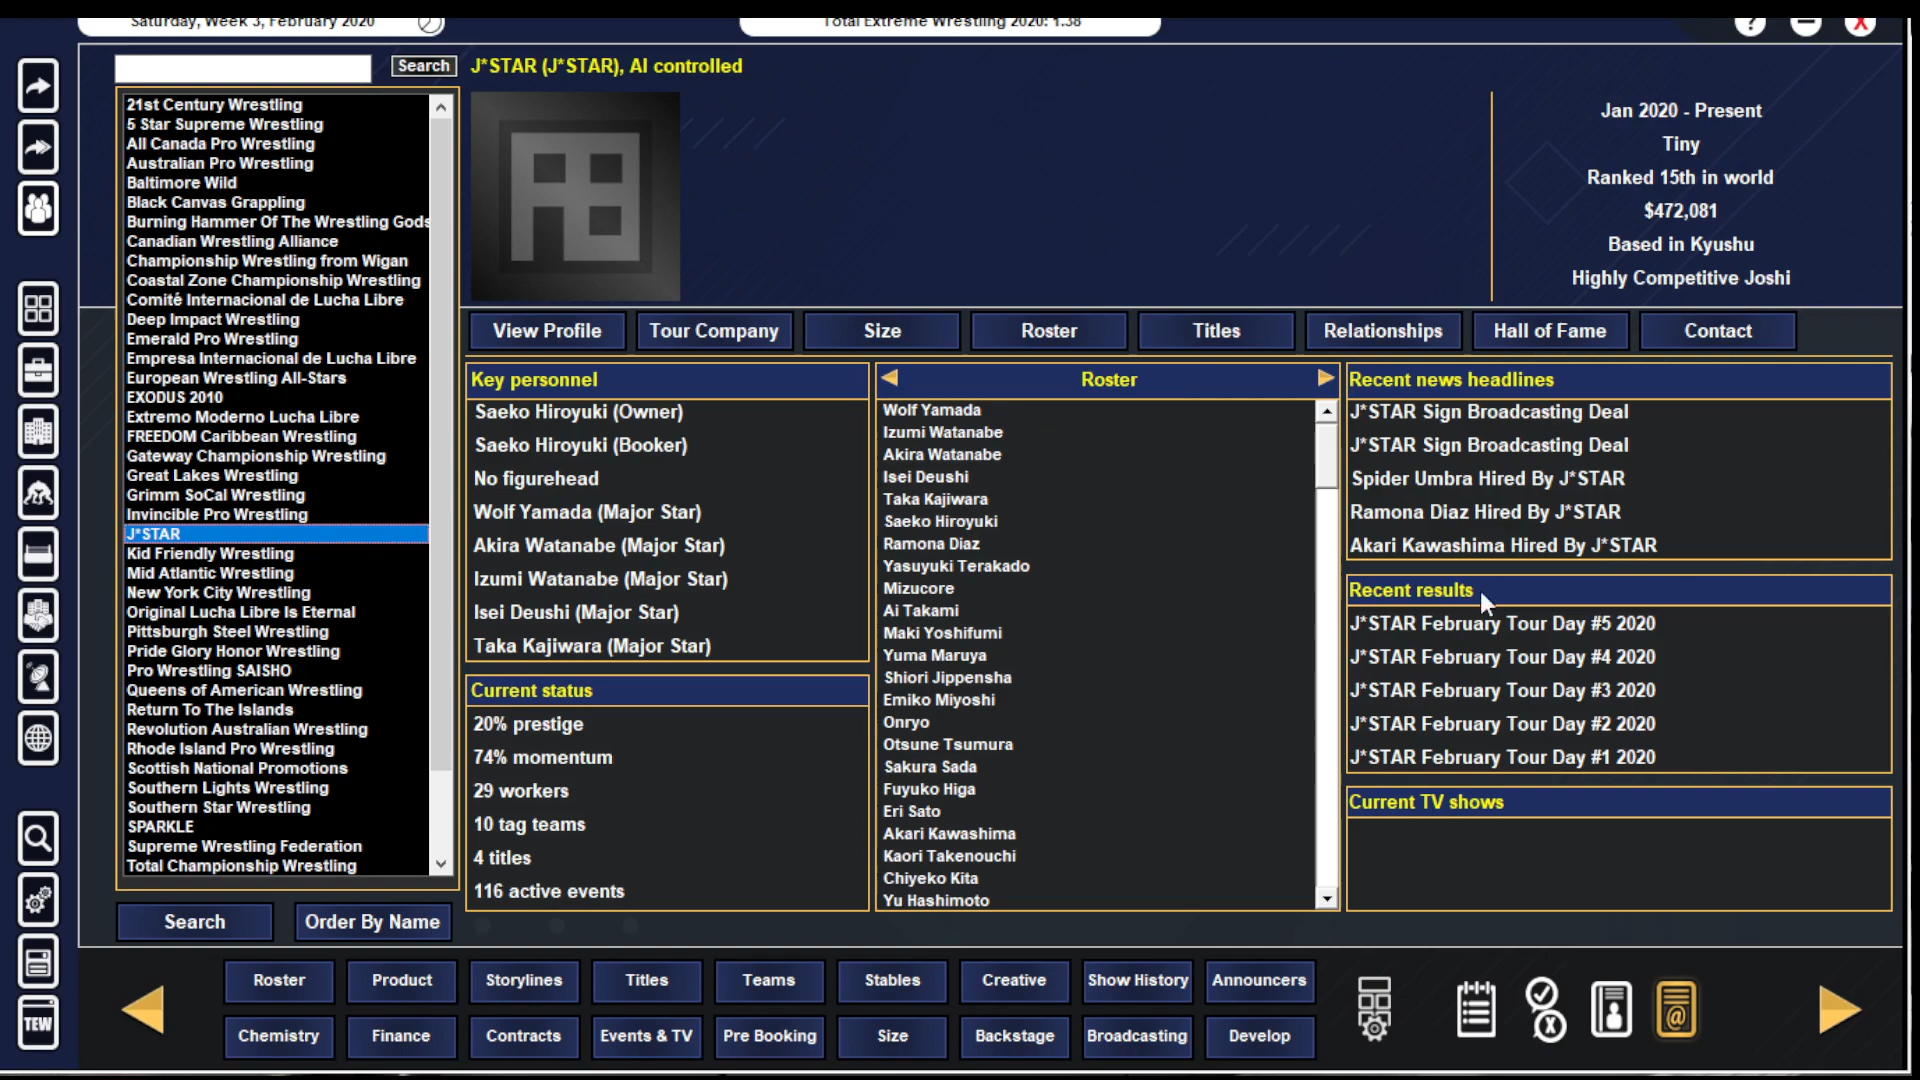 Saturday, Week 3, February 2020
Total Extreme Wrestling 2020: 1.38
?
X
Search
J*STAR (J*STAR), AI controlled
21st Century Wrestling
5 Star Supreme Wrestling
All Canada Pro Wrestling
Australian Pro Wrestling
Baltimore Wild
Black Canvas Grappling
Burning Hammer Of The Wrestling Gods
Canadian Wrestling Alliance
Championship Wrestling from Wigan
Coastal Zone Championship Wrestling
Comité Internacional de Lucha Libre
Deep Impact Wrestling
Emerald Pro Wrestling
Empresa Internacional de Lucha Libre
European Wrestling All-Stars
EXODUS 2010
Extremo Moderno Lucha Libre
FREEDOM Caribbean Wrestling
Gateway Championship Wrestling
Great Lakes Wrestling
Grimm SoCal Wrestling
Invincible Pro Wrestling
J*STAR
Kid Friendly Wrestling
Mid Atlantic Wrestling
New York City Wrestling
Original Lucha Libre Is Eternal
Pittsburgh Steel Wrestling
Pride Glory Honor Wrestling
Pro Wrestling SAISHO
Queens of American Wrestling
Return To The Islands
Revolution Australian Wrestling
Rhode Island Pro Wrestling
Scottish National Promotions
Southern Lights Wrestling
Southern Star Wrestling
SPARKLE
Supreme Wrestling Federation
Total Championship Wrestling
Search
Order By Name
Jan 2020 - Present
Tiny
Ranked 15th in world
$472,081
Based in Kyushu
Highly Competitive Joshi
View Profile
Tour Company
Size
Roster
Titles
Relationships
Hall of Fame
Contact
Key personnel
Saeko Hiroyuki (Owner)
Saeko Hiroyuki (Booker)
No figurehead
Wolf Yamada (Major Star)
Akira Watanabe (Major Star)
Izumi Watanabe (Major Star)
Isei Deushi (Major Star)
Taka Kajiwara (Major Star)
Current status
20% prestige
74% momentum
29 workers
10 tag teams
4 titles
116 active events
Roster
Wolf Yamada
Izumi Watanabe
Akira Watanabe
Isei Deushi
Taka Kajiwara
Saeko Hiroyuki
Ramona Diaz
Yasuyuki Terakado
Mizucore
Ai Takami
Maki Yoshifumi
Yuma Maruya
Shiori Jippensha
Emiko Miyoshi
Onryo
Otsune Tsumura
Sakura Sada
Fuyuko Higa
Eri Sato
Akari Kawashima
Kaori Takenouchi
Chiyeko Kita
Yu Hashimoto
Recent news headlines
J*STAR Sign Broadcasting Deal
J*STAR Sign Broadcasting Deal
Spider Umbra Hired By J*STAR
Ramona Diaz Hired By J*STAR
Akari Kawashima Hired By J*STAR
Recent results
J*STAR February Tour Day #5 2020
J*STAR February Tour Day #4 2020
J*STAR February Tour Day #3 2020
J*STAR February Tour Day #2 2020
J*STAR February Tour Day #1 2020
Current TV shows
Roster
Product
Storylines
Titles
Teams
Stables
Creative
Show History
Announcers
Chemistry
Finance
Contracts
Events & TV
Pre Booking
Size
Backstage
Broadcasting
Develop
TEW
@